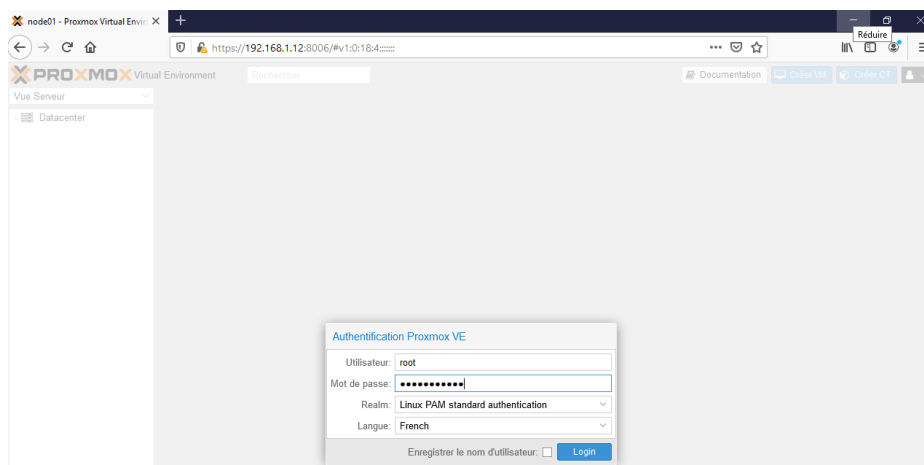 node01 - Proxmox Virtual Enviro
Réduire
https://192.168.1.12:8006/#v1:0:18:4:::::::
PROXMOX Virtual Environment
Rechercher
Documentation
Créer VM
Créer CT
Vue Serveur
Datacenter
Authentification Proxmox VE
Utilisateur: root
Mot de passe: ●●●●●●●●●●●
Realm: Linux PAM standard authentication
Langue: French
Enregistrer le nom d'utilisateur:
Login